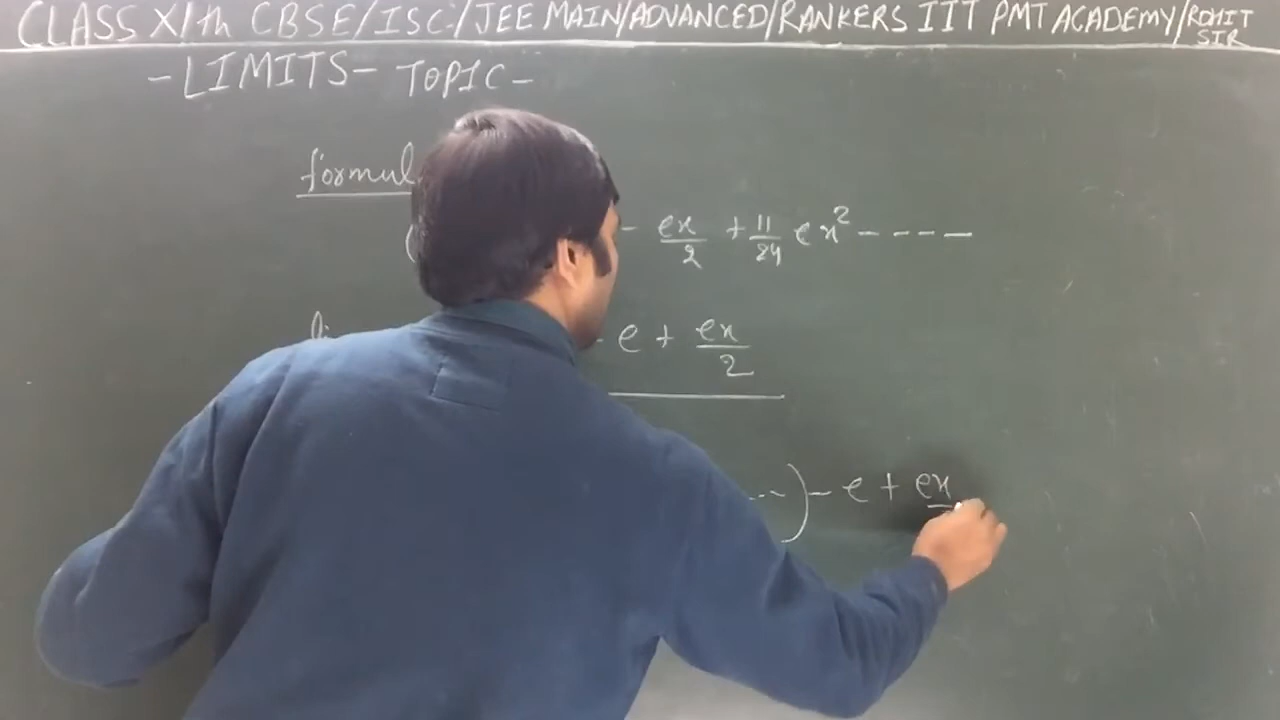 CLASS XIth CBSE/ISC/JEE MAIN/ADVANCED/RANKERS IIT PMT ACADEMY/ROHIT SIR
- LIMITS - TOPIC -
formul
( - ex/2 + 11/24 ex² - - - -
li - e + ex/2
... ) - e + ex